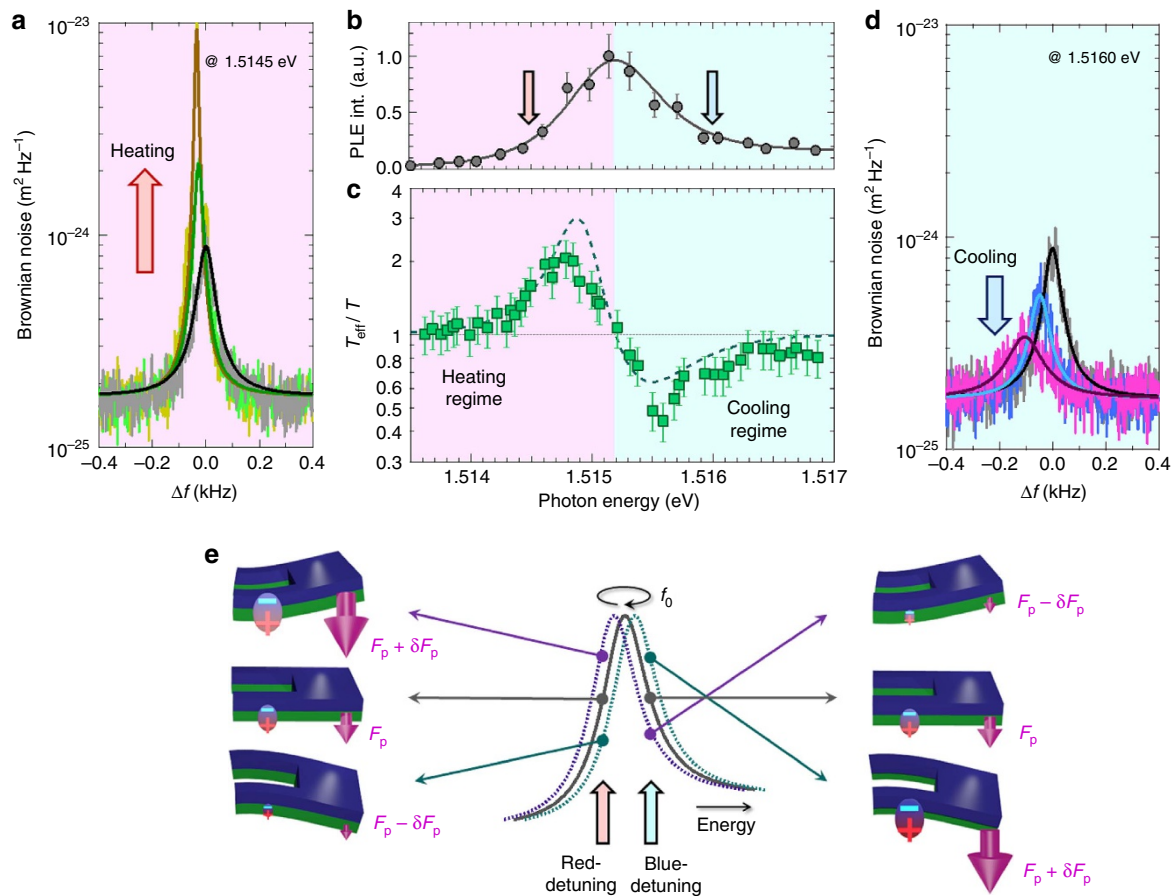 a
10⁻²³
@ 1.5145 eV
Heating
Brownian noise (m² Hz⁻¹)
10⁻²⁴
10⁻²⁵
−0.4 −0.2 0.0 0.2 0.4
Δf (kHz)
b
PLE int. (a.u.)
1.0
0.5
0.0
c
4
3
2
1
0.8
0.6
0.5
0.4
0.3
T_eff / T
Heating
regime
Cooling
regime
1.514 1.515 1.516 1.517
Photon energy (eV)
d
10⁻²³
@ 1.5160 eV
Brownian noise (m² Hz⁻¹)
10⁻²⁴
Cooling
10⁻²⁵
−0.4 −0.2 0.0 0.2 0.4
Δf (kHz)
e
f₀
−
+
F_p + δF_p
−
+
F_p
−
+
F_p − δF_p
Red-
detuning
Blue-
detuning
Energy
−
+
F_p − δF_p
−
+
F_p
−
+
F_p + δF_p